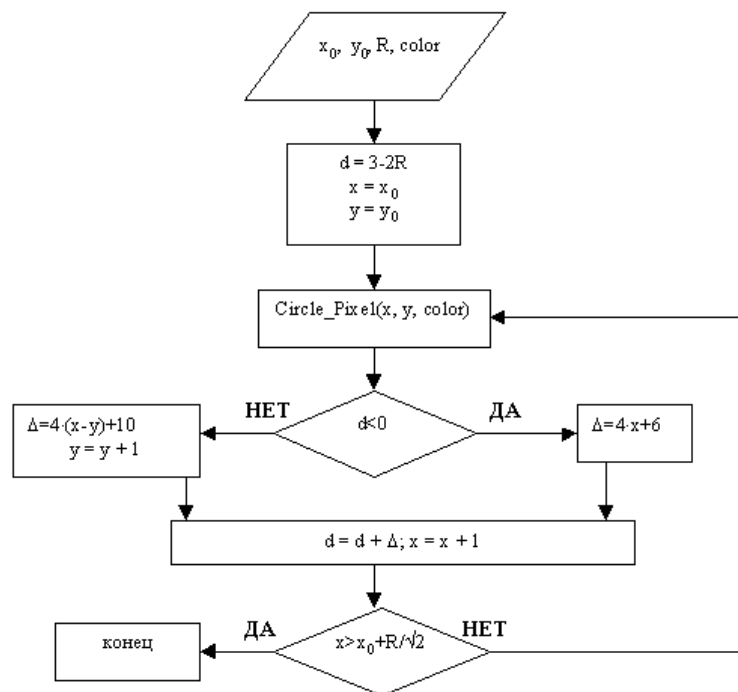 x₀, y₀, R, color
d = 3-2R
x = x₀
y = y₀
Circle_Pixel(x, y, color)
НЕТ
ДА
d<0
Δ=4·(x-y)+10
y = y + 1
Δ=4·x+6
d = d + Δ; x = x + 1
ДА
НЕТ
x>x₀+R/√2
конец